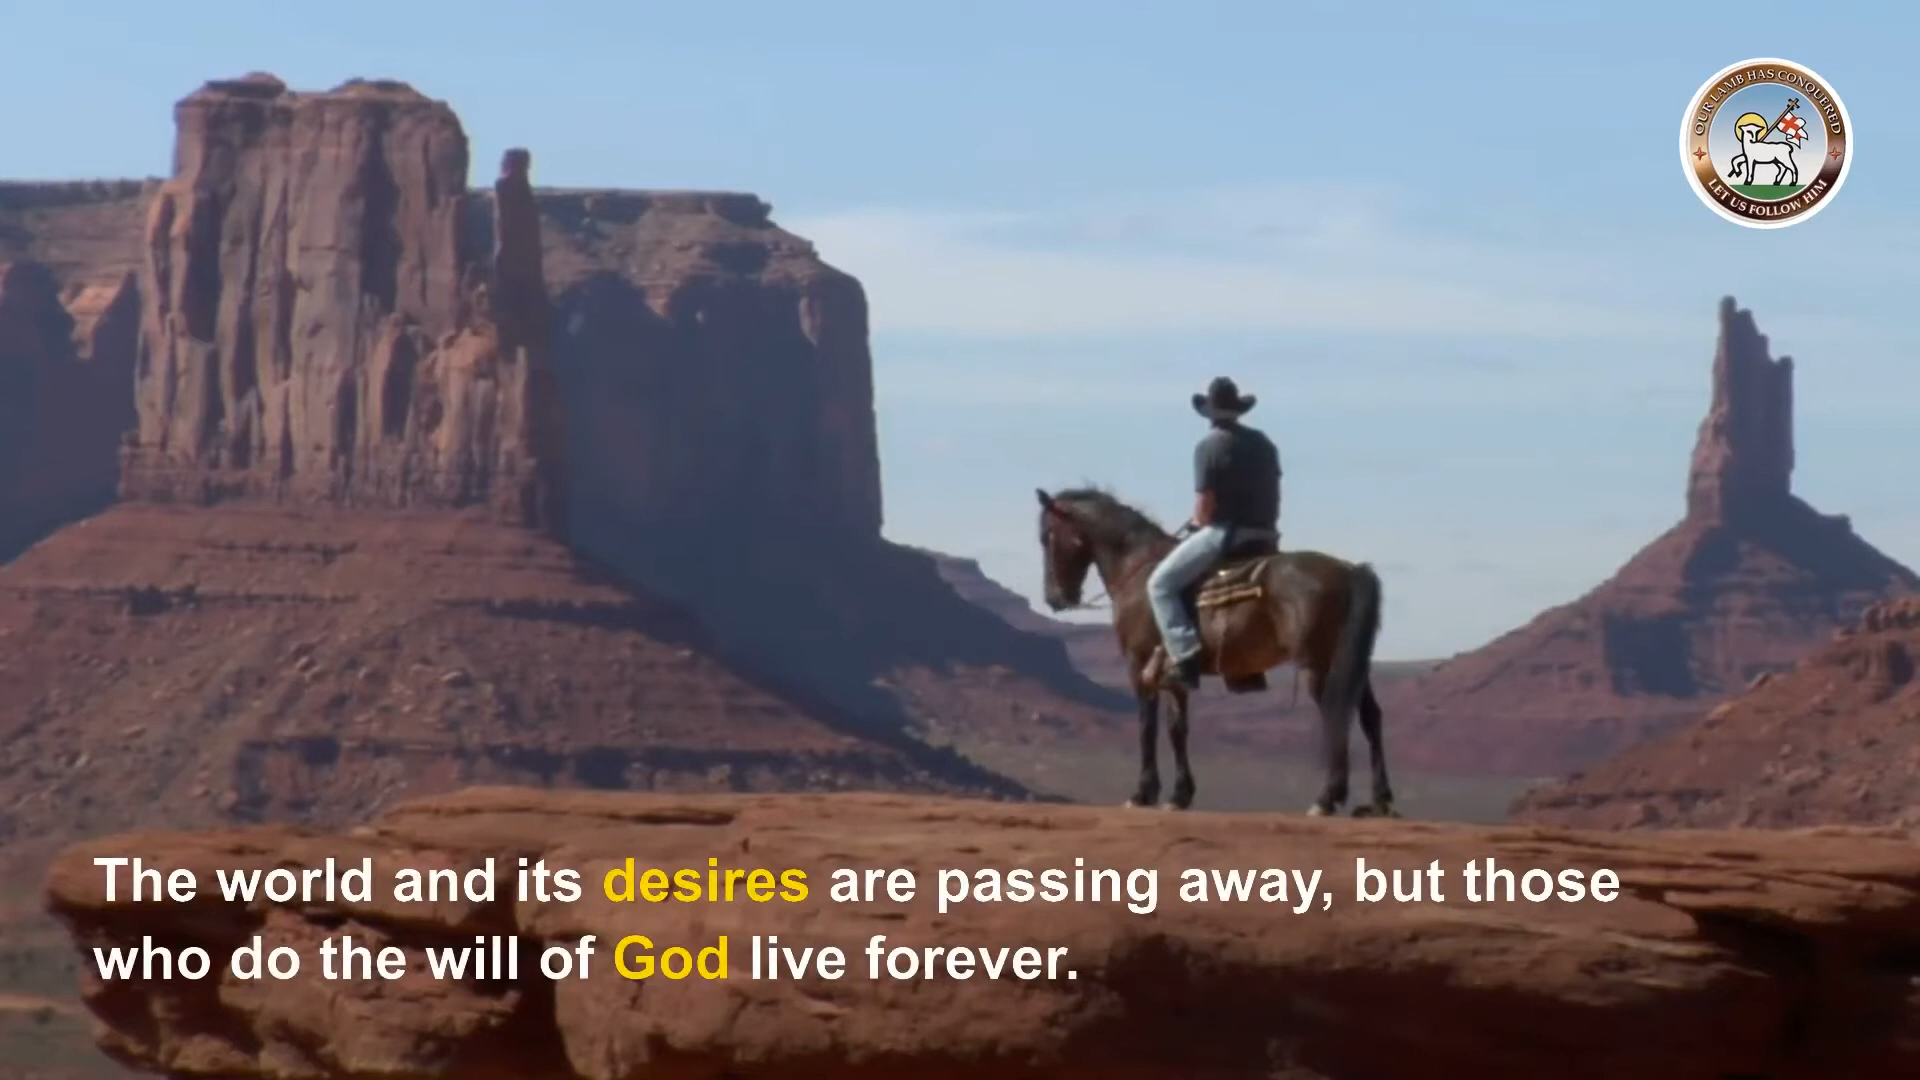 OUR LAMB HAS CONQUERED
LET US FOLLOW HIM
The world and its desires are passing away, but those
who do the will of God live forever.